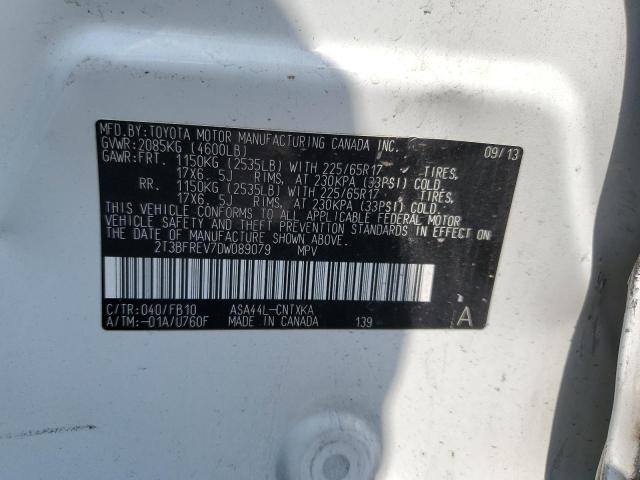 MFD.BY:TOYOTA MOTOR MANUFACTURING CANADA INC. 09/13
GVWR:2085KG (4600LB)
GAWR:FRT. 1150KG (2535LB) WITH 225/65R17 TIRES,
17X6.5J RIMS, AT 230KPA (33PSI) COLD.
RR. 1150KG (2535LB) WITH 225/65R17 TIRES,
17X6.5J RIMS, AT 230KPA (33PSI) COLD.
THIS VEHICLE CONFORMS TO ALL APPLICABLE FEDERAL MOTOR
VEHICLE SAFETY AND THEFT PREVENTION STANDARDS IN EFFECT ON
THE DATE OF MANUFACTURE SHOWN ABOVE.
2T3BFREV7DW089079 MPV
C/TR:040/FB10 ASA44L-CNTXKA
A/TM:-01A/U760F MADE IN CANADA 139 A